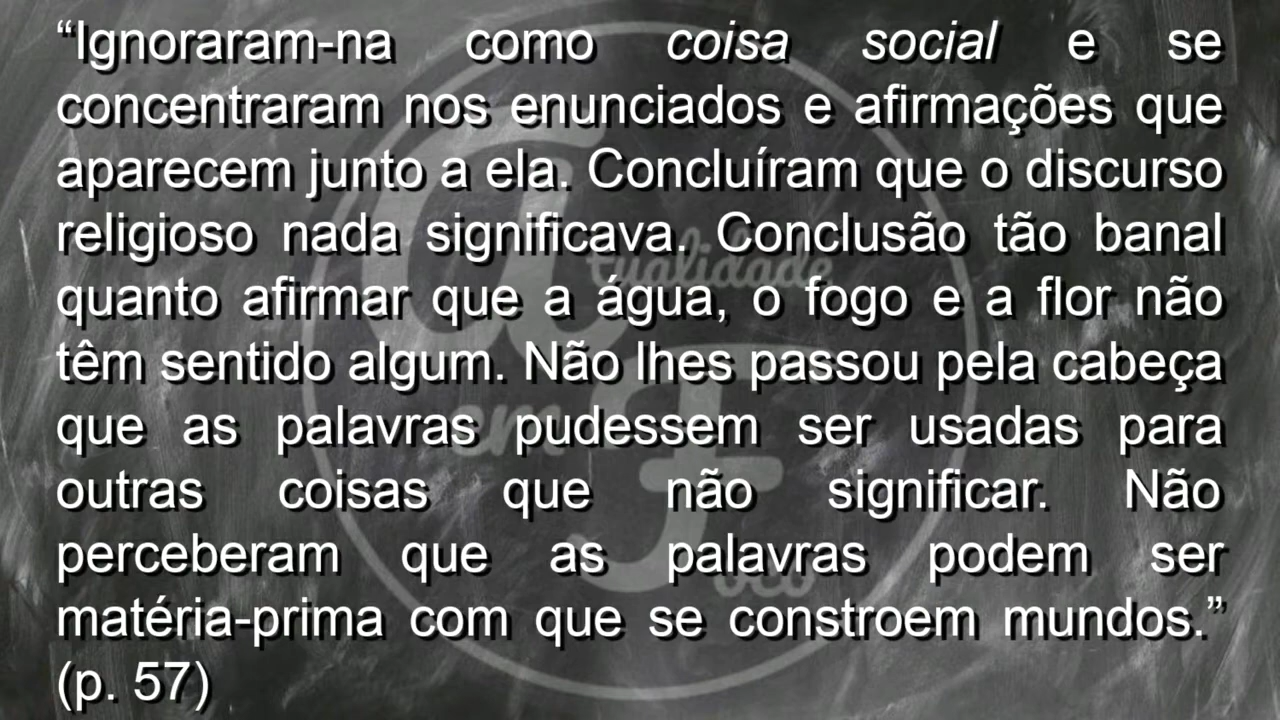 “Ignoraram-na como coisa social e se
concentraram nos enunciados e afirmações que
aparecem junto a ela. Concluíram que o discurso
religioso nada significava. Conclusão tão banal
quanto afirmar que a água, o fogo e a flor não
têm sentido algum. Não lhes passou pela cabeça
que as palavras pudessem ser usadas para
outras coisas que não significar. Não
perceberam que as palavras podem ser
matéria-prima com que se constroem mundos.”
(p. 57)
atualidade
em
foco